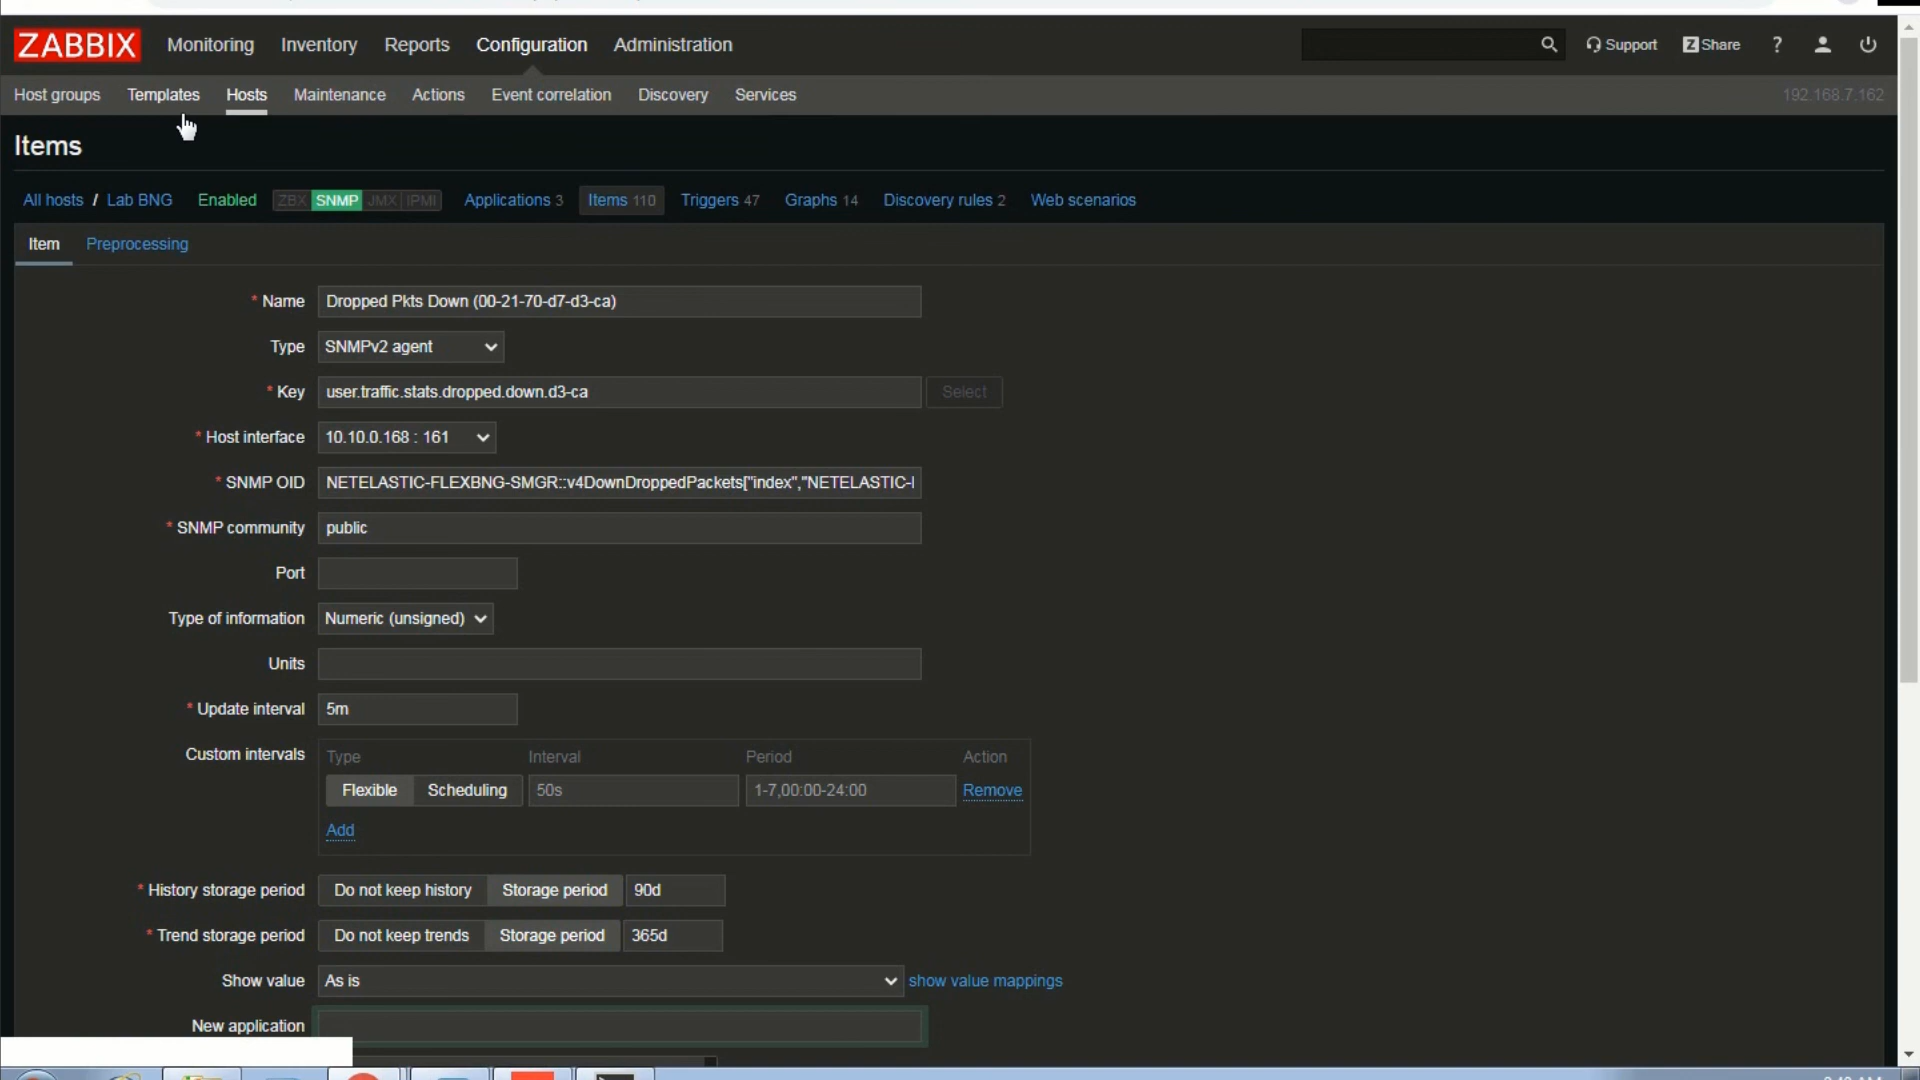 ZABBIX Monitoring Inventory Reports Configuration Administration Support Z Share ?
Host groups Templates Hosts Maintenance Actions Event correlation Discovery Services 192.168.7.162
Items
All hosts / Lab BNG Enabled ZBX SNMP JMX IPMI Applications 3 Items 110 Triggers 47 Graphs 14 Discovery rules 2 Web scenarios
Item Preprocessing
* Name Dropped Pkts Down (00-21-70-d7-d3-ca)
Type SNMPv2 agent
* Key user.traffic.stats.dropped.down.d3-ca Select
* Host interface 10.10.0.168 : 161
* SNMP OID NETELASTIC-FLEXBNG-SMGR::v4DownDroppedPackets["index","NETELASTIC-
* SNMP community public
Port
Type of information Numeric (unsigned)
Units
* Update interval 5m
Custom intervals Type Interval Period Action
Flexible Scheduling 50s 1-7,00:00-24:00 Remove
Add
* History storage period Do not keep history Storage period 90d
* Trend storage period Do not keep trends Storage period 365d
Show value As is show value mappings
New application